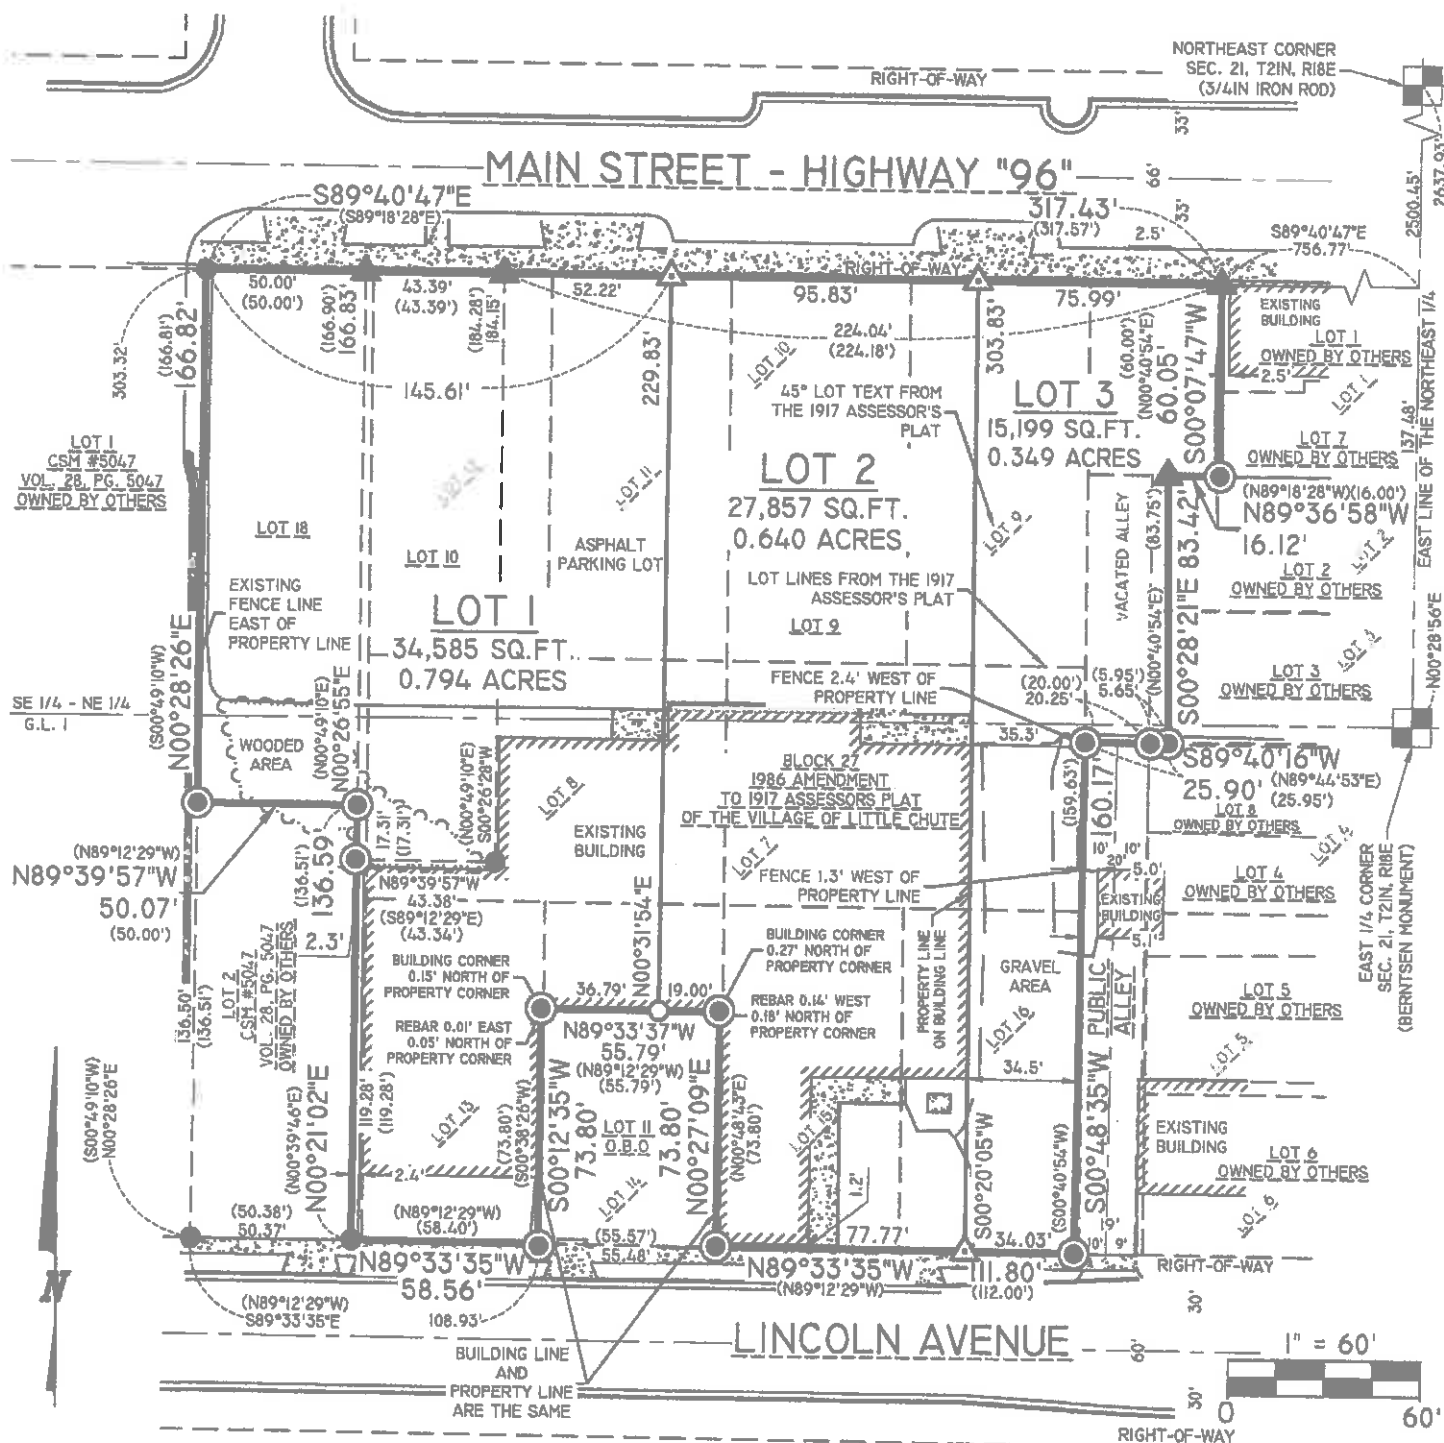 NORTHEAST CORNER
SEC. 21, T21N, R18E
(3/4IN IRON ROD)
RIGHT-OF-WAY
33'
66'
33'
2500.45'
2637.93'
MAIN STREET - HIGHWAY "96"
S89°40'47"E
(S89°18'28"E)
317.43'
(317.57')
2.5'
S89°40'47"E
756.77'
RIGHT-OF-WAY
50.00'
(50.00')
43.39'
(43.39')
52.22'
95.83'
75.99'
224.04'
(224.18')
145.61'
303.32'
(166.81')
166.82'
(166.90')
166.83'
(184.28')
184.15'
229.83'
303.83'
(60.00')
(N00°40'54"E)
60.05'
S00°07'47"W
EXISTING
BUILDING
LOT 1
OWNED BY OTHERS
2.5'
LOT 1
137.48'
EAST LINE OF THE NORTHEAST 1/4
N00°28'56"E
LOT 10
45° LOT TEXT FROM
THE 1917 ASSESSOR'S
PLAT
LOT 3
15,199 SQ.FT.
0.349 ACRES
LOT 7
OWNED BY OTHERS
(N89°18'28"W)(16.00')
N89°36'58"W
16.12'
LOT 1
CSM #5047
VOL. 28, PG. 5047
OWNED BY OTHERS
LOT 18
LOT 10
LOT 11
ASPHALT
PARKING LOT
LOT 2
27,857 SQ.FT.
0.640 ACRES
LOT 9
VACATED ALLEY
(83.75')
(N00°40'54"E)
S00°28'21"E 83.42'
LOT 2
LOT 2
OWNED BY OTHERS
LOT LINES FROM THE 1917
ASSESSOR'S PLAT
LOT 9
EXISTING
FENCE LINE
EAST OF
PROPERTY LINE
LOT 1
34,585 SQ.FT.
0.794 ACRES
FENCE 2.4' WEST OF
PROPERTY LINE
(20.00')
20.25'
(5.95')
5.65'
LOT 3
LOT 3
OWNED BY OTHERS
SE 1/4 - NE 1/4
G.L. 1
(S00°49'10"W)
N00°28'26"E
(N00°49'10"E)
N00°26'55"E
WOODED
AREA
35.3'
S89°40'16"W
(N89°44'53"E)
25.90'
(25.95')
LOT 8
OWNED BY OTHERS
BLOCK 27
1986 AMENDMENT
TO 1917 ASSESSORS PLAT
OF THE VILLAGE OF LITTLE CHUTE
(N00°49'10"E)
S00°26'28"W
LOT 8
EXISTING
BUILDING
LOT 7
(159.63')
160.17'
10'
10'
20'
LOT 4
LOT 4
OWNED BY OTHERS
EAST 1/4 CORNER
SEC. 21, T21N, R18E
(BERNTSEN MONUMENT)
(N89°12'29"W)
N89°39'57"W
50.07'
(50.00')
17.31'
(17.31')
(136.51')
136.59'
N89°39'57"W
43.38'
(S89°12'29"E)
(43.34')
N00°31'54"E
FENCE 1.3' WEST OF
PROPERTY LINE
5.0'
EXISTING
BUILDING
5.1'
2.3'
LOT 2
CSM #5047
VOL. 28, PG. 5047
OWNED BY OTHERS
136.50'
(136.51')
BUILDING CORNER
0.15' NORTH OF
PROPERTY CORNER
BUILDING CORNER
0.27' NORTH OF
PROPERTY CORNER
PROPERTY LINE
ON BUILDING LINE
GRAVEL
AREA
PUBLIC
ALLEY
LOT 5
OWNED BY OTHERS
36.79'
19.00'
REBAR 0.01' EAST
0.05' NORTH OF
PROPERTY CORNER
REBAR 0.14' WEST
0.18' NORTH OF
PROPERTY CORNER
N89°33'37"W
55.79'
(N89°12'29"W)
(55.79')
LOT 16
LOT 5
34.5'
(S00°49'10"W)
N00°28'26"E
(N00°39'46"E)
N00°21'02"E
119.28'
(119.28')
LOT 13
(73.80')
(S00°38'26"W)
S00°12'35"W
73.80'
LOT 11
O.B.O
73.80'
N00°27'09"E
(N00°48'43"E)
(73.80')
LOT 15
1.2'
S00°20'05"W
(S00°40'54"W)
S00°48'35"W
EXISTING
BUILDING
LOT 6
OWNED BY OTHERS
LOT 6
2.4'
LOT 14
(50.38')
50.37'
(N89°12'29"W)
(58.40')
(55.57')
55.48'
77.77'
34.03'
19'
10'
9'
N89°33'35"W
58.56'
N89°33'35"W
(N89°12'29"W)
111.80'
(112.00')
RIGHT-OF-WAY
(N89°12'29"W)
S89°33'35"E
108.93'
N
30'
60'
30'
LINCOLN AVENUE
1" = 60'
0
60'
BUILDING LINE
AND
PROPERTY LINE
ARE THE SAME
RIGHT-OF-WAY